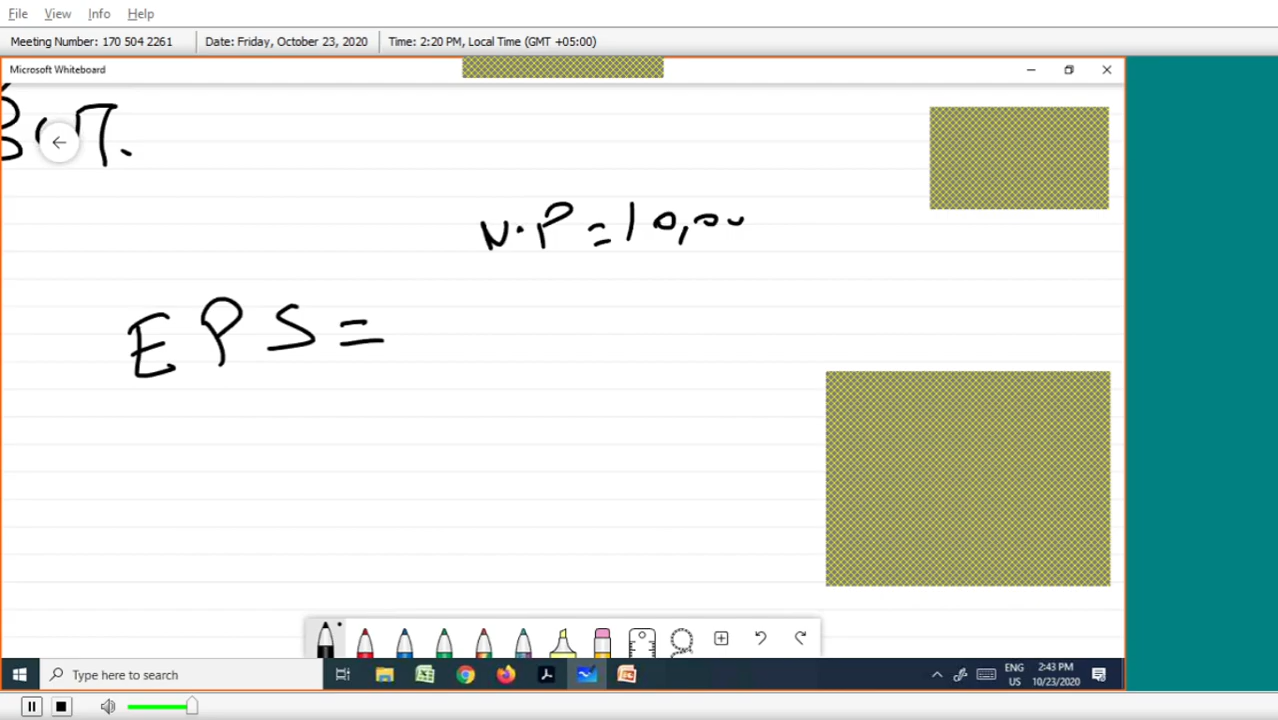 File View Info Help
Meeting Number: 170 504 2261 Date: Friday, October 23, 2020 Time: 2:20 PM, Local Time (GMT +05:00)
Microsoft Whiteboard
N.P = 10,00
E P S =
Type here to search
ENG
US
2:43 PM
10/23/2020